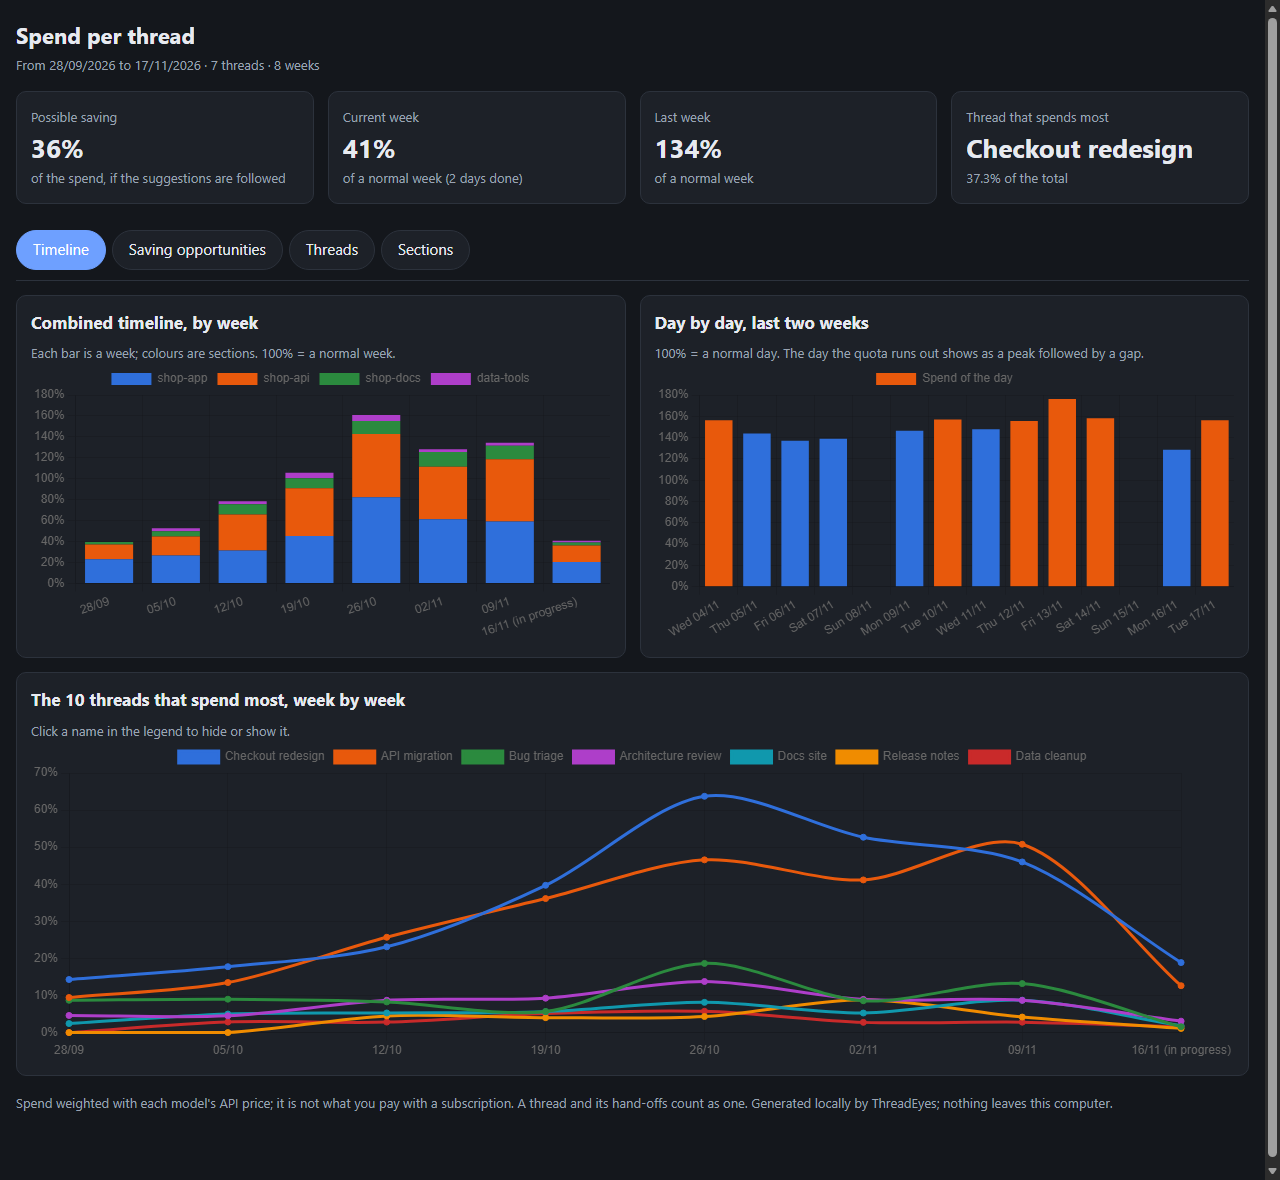 Spend per thread
From 28/09/2026 to 17/11/2026 · 7 threads · 8 weeks
Possible saving
36%
of the spend, if the suggestions are followed
Current week
41%
of a normal week (2 days done)
Last week
134%
of a normal week
Thread that spends most
Checkout redesign
37.3% of the total
Timeline
Saving opportunities
Threads
Sections
Combined timeline, by week
Each bar is a week; colours are sections. 100% = a normal week.
shop-app shop-api shop-docs data-tools
180%
160%
140%
120%
100%
80%
60%
40%
20%
0%
28/09 05/10 12/10 19/10 26/10 02/11 09/11 16/11 (in progress)
Day by day, last two weeks
100% = a normal day. The day the quota runs out shows as a peak followed by a gap.
Spend of the day
180%
160%
140%
120%
100%
80%
60%
40%
20%
0%
Wed 04/11 Thu 05/11 Fri 06/11 Sat 07/11 Sun 08/11 Mon 09/11 Tue 10/11 Wed 11/11 Thu 12/11 Fri 13/11 Sat 14/11 Sun 15/11 Mon 16/11 Tue 17/11
The 10 threads that spend most, week by week
Click a name in the legend to hide or show it.
Checkout redesign API migration Bug triage Architecture review Docs site Release notes Data cleanup
70%
60%
50%
40%
30%
20%
10%
0%
28/09 05/10 12/10 19/10 26/10 02/11 09/11 16/11 (in progress)
Spend weighted with each model's API price; it is not what you pay with a subscription. A thread and its hand-offs count as one. Generated locally by ThreadEyes; nothing leaves this computer.